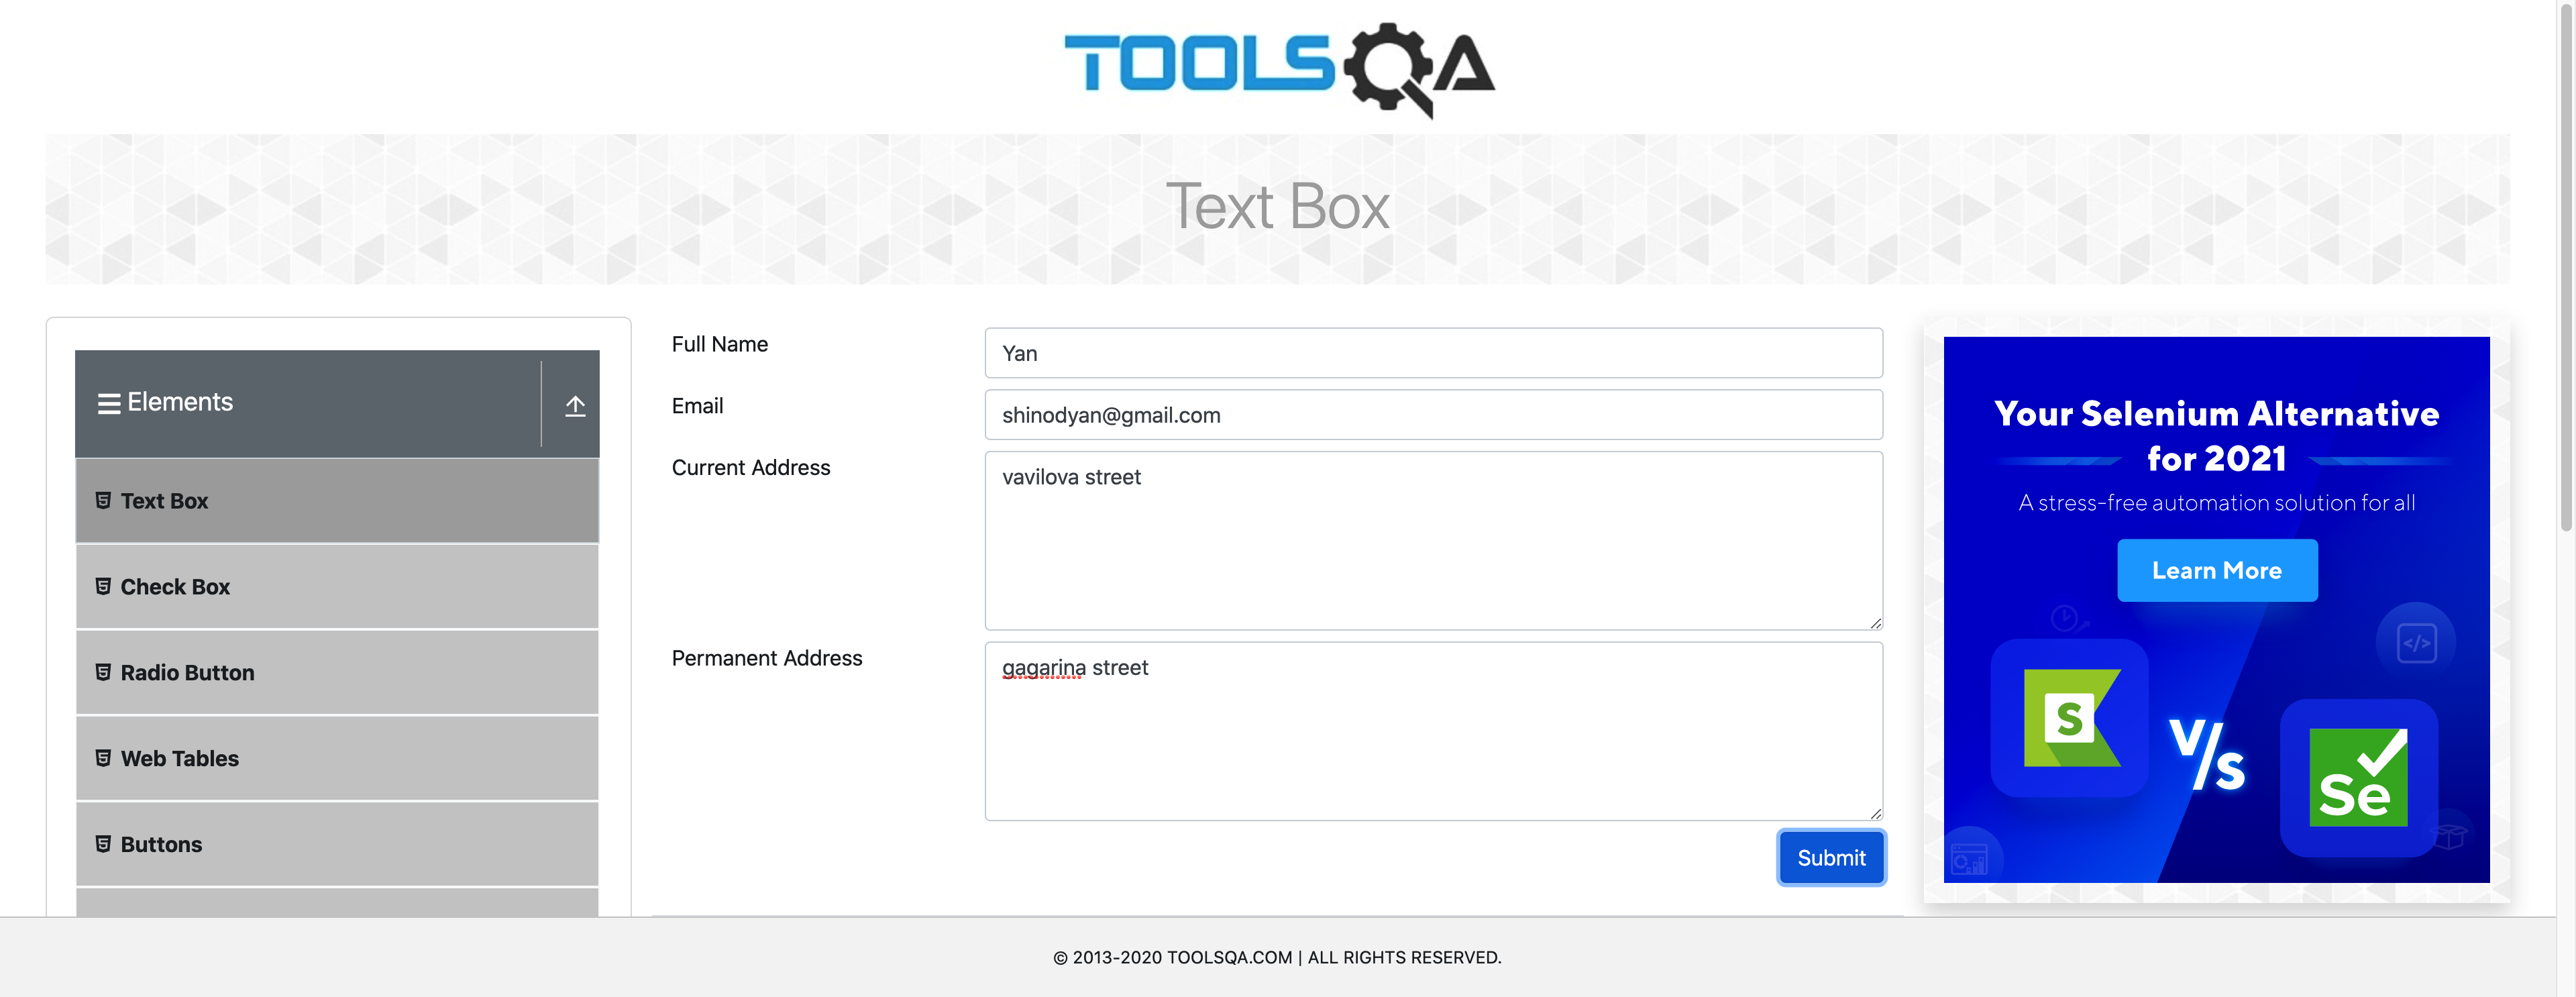 TOOLSQA
Text Box
Elements
Text Box
Check Box
Radio Button
Web Tables
Buttons
Full Name
Yan
Email
shinodyan@gmail.com
Current Address
vavilova street
Permanent Address
gagarina street
Submit
Your Selenium Alternative
for 2021
A stress-free automation solution for all
Learn More
</>
S
V/s
Se
© 2013-2020 TOOLSQA.COM | ALL RIGHTS RESERVED.